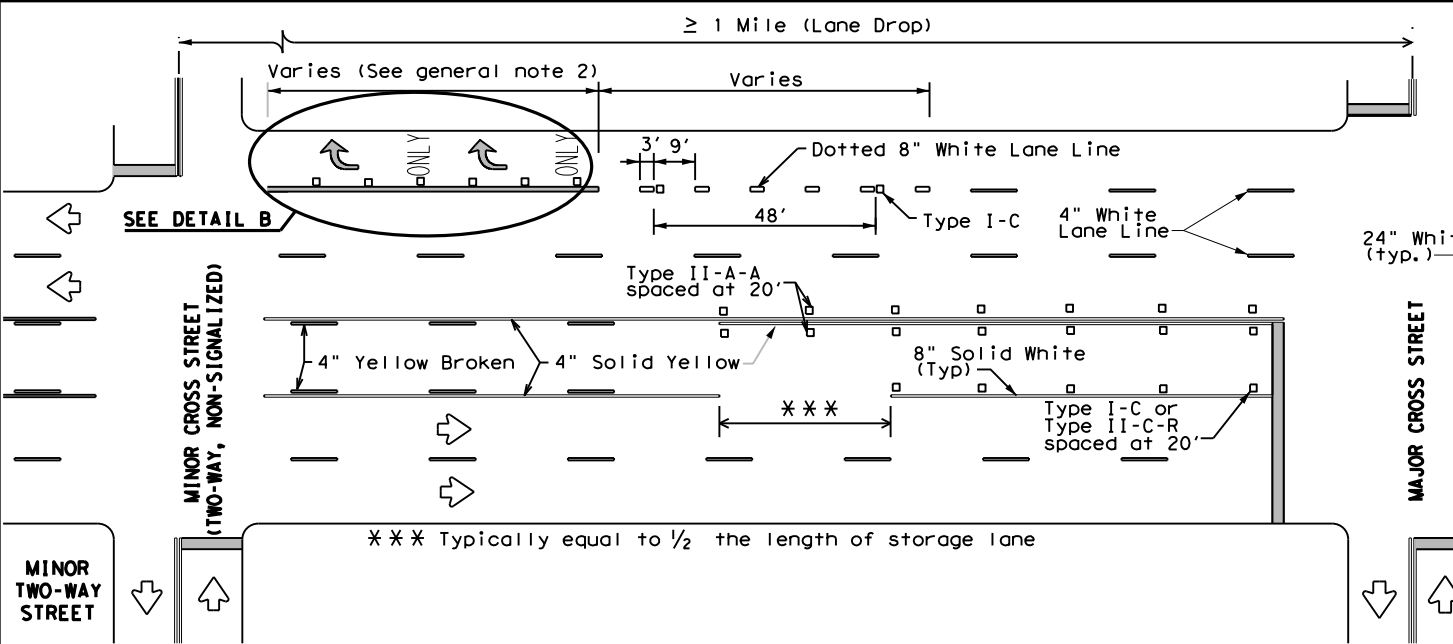 ≥ 1 Mile (Lane Drop)
Varies (See general note 2)
Varies
ONLY
ONLY
3' 9'
Dotted 8" White Lane Line
SEE DETAIL B
48'
Type I-C
4" White
Lane Line
24" Whi
(typ.)
Type II-A-A
spaced at 20'
MINOR CROSS STREET
(TWO-WAY, NON-SIGNALIZED)
4" Yellow Broken
4" Solid Yellow
8" Solid White
(Typ)
***
Type I-C or
Type II-C-R
spaced at 20'
MAJOR CROSS STREET
*** Typically equal to ½ the length of storage lane
MINOR
TWO-WAY
STREET